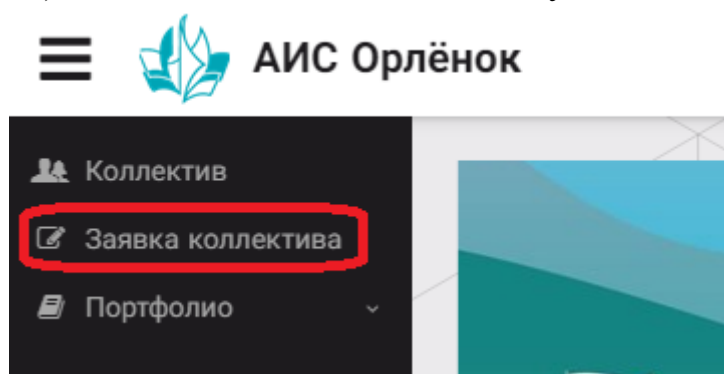 АИС Орлёнок
Коллектив
Заявка коллектива
Портфолио